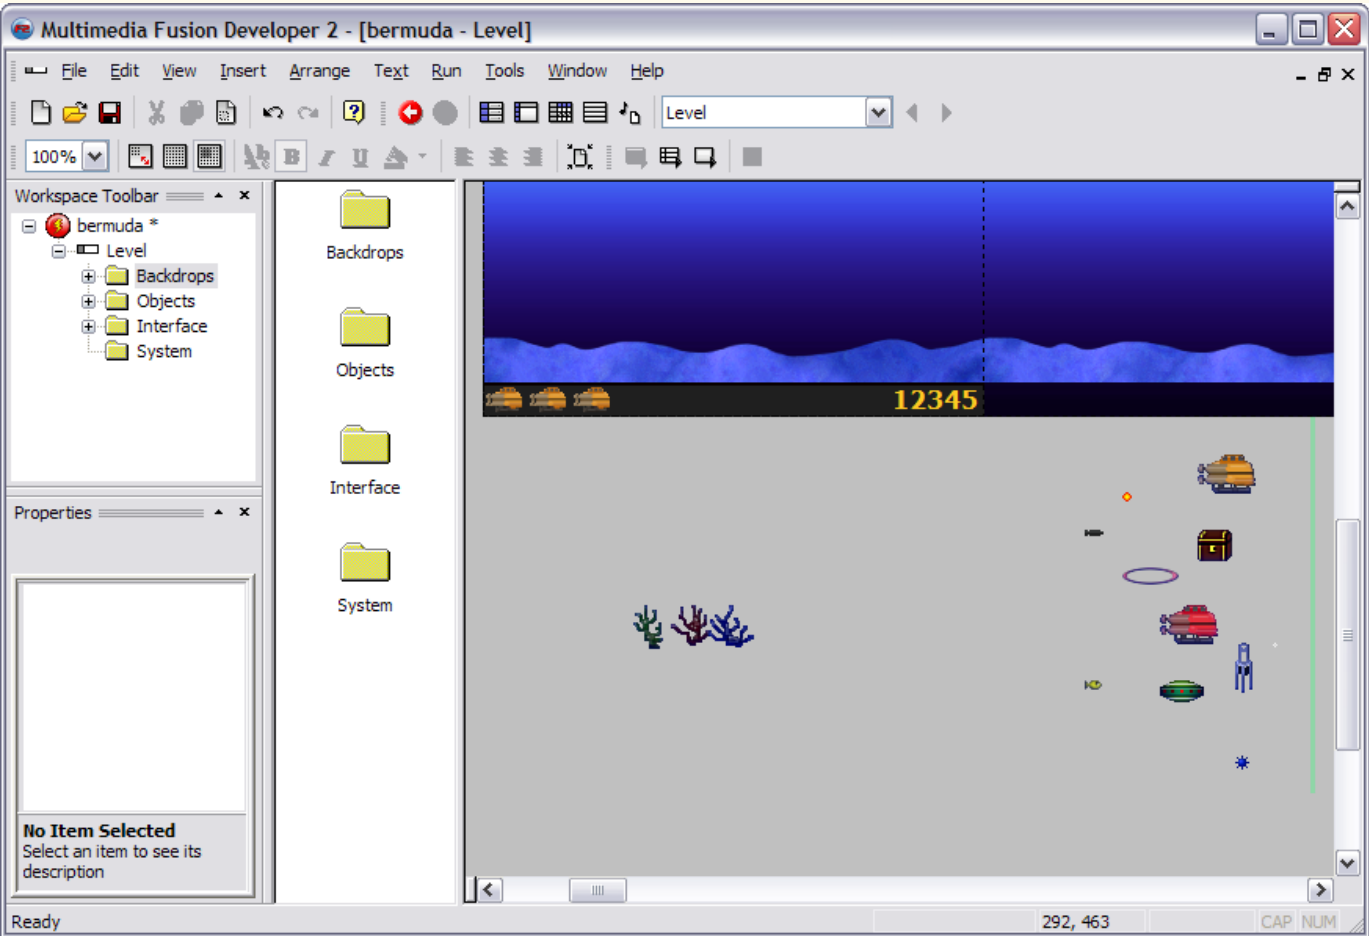 Multimedia Fusion Developer 2 - [bermuda - Level]
File Edit View Insert Arrange Text Run Tools Window Help
Level
100% B I U
Workspace Toolbar
bermuda *
Level
Backdrops
Objects
Interface
System
Properties
No Item Selected
Select an item to see its
description
Backdrops
Objects
Interface
System
12345
Ready
292, 463
CAP NUM